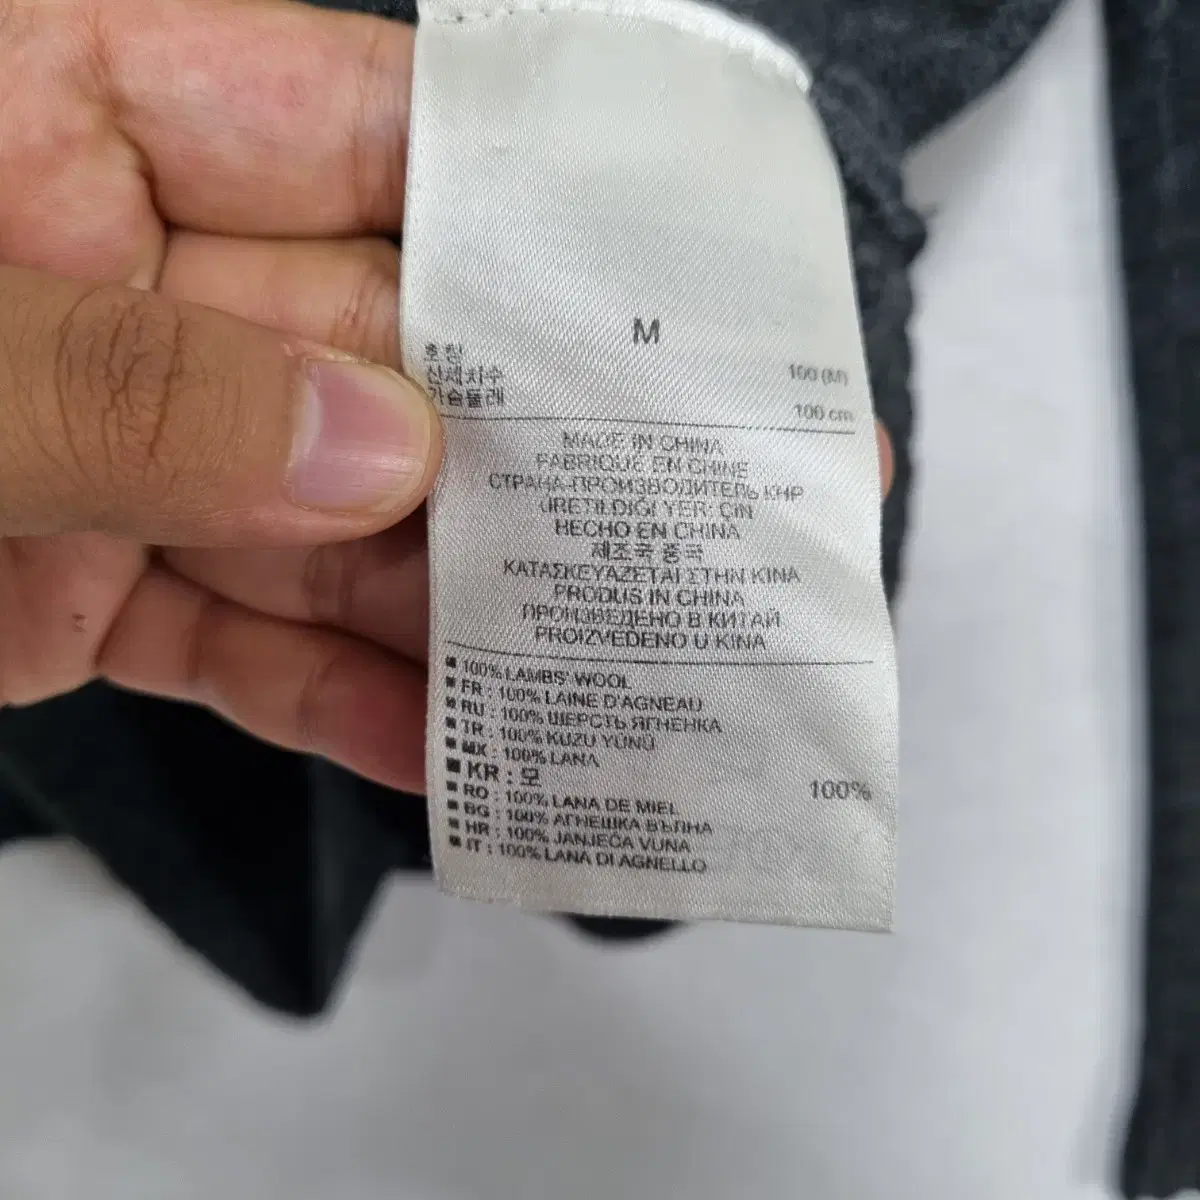 M
호칭 100 (M)
신체치수
가슴둘레 100 cm
MADE IN CHINA
FABRIQUE EN CHINE
СТРАНА-ПРОИЗВОДИТЕЛЬ КНР
ÜRETILDIGI YER: CIN
HECHO EN CHINA
제조국 중국
ΚΑΤΑΣΚΕΥΑΖΕΤΑΙ ΣΤΗΝ ΚΙΝΑ
PRODUS IN CHINA
ПРОИЗВЕДЕНО В КИТАЙ
PROIZVEDENO U KINA
■ 100% LAMBS' WOOL
■ FR : 100% LAINE D'AGNEAU
■ RU : 100% ШЕРСТЬ ЯГНЕНКА
■ TR : 100% KUZU YÜNÜ
■ MX : 100% LANA
■ KR : 모 100%
■ RO : 100% LANA DE MIEL
■ BG : 100% АГНЕШКА ВЪЛНА
■ HR : 100% JANJEĆA VUNA
■ IT : 100% LANA DI AGNELLO